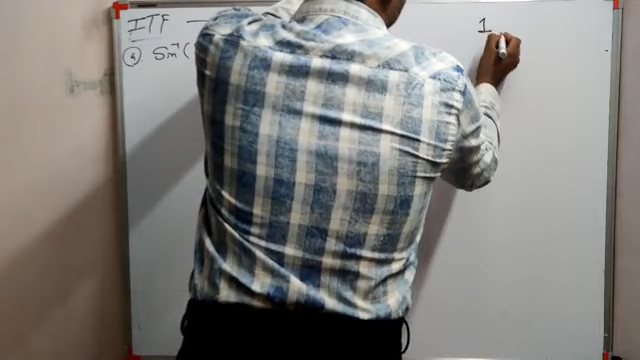 ITF — 1
④ Sin⁻¹(